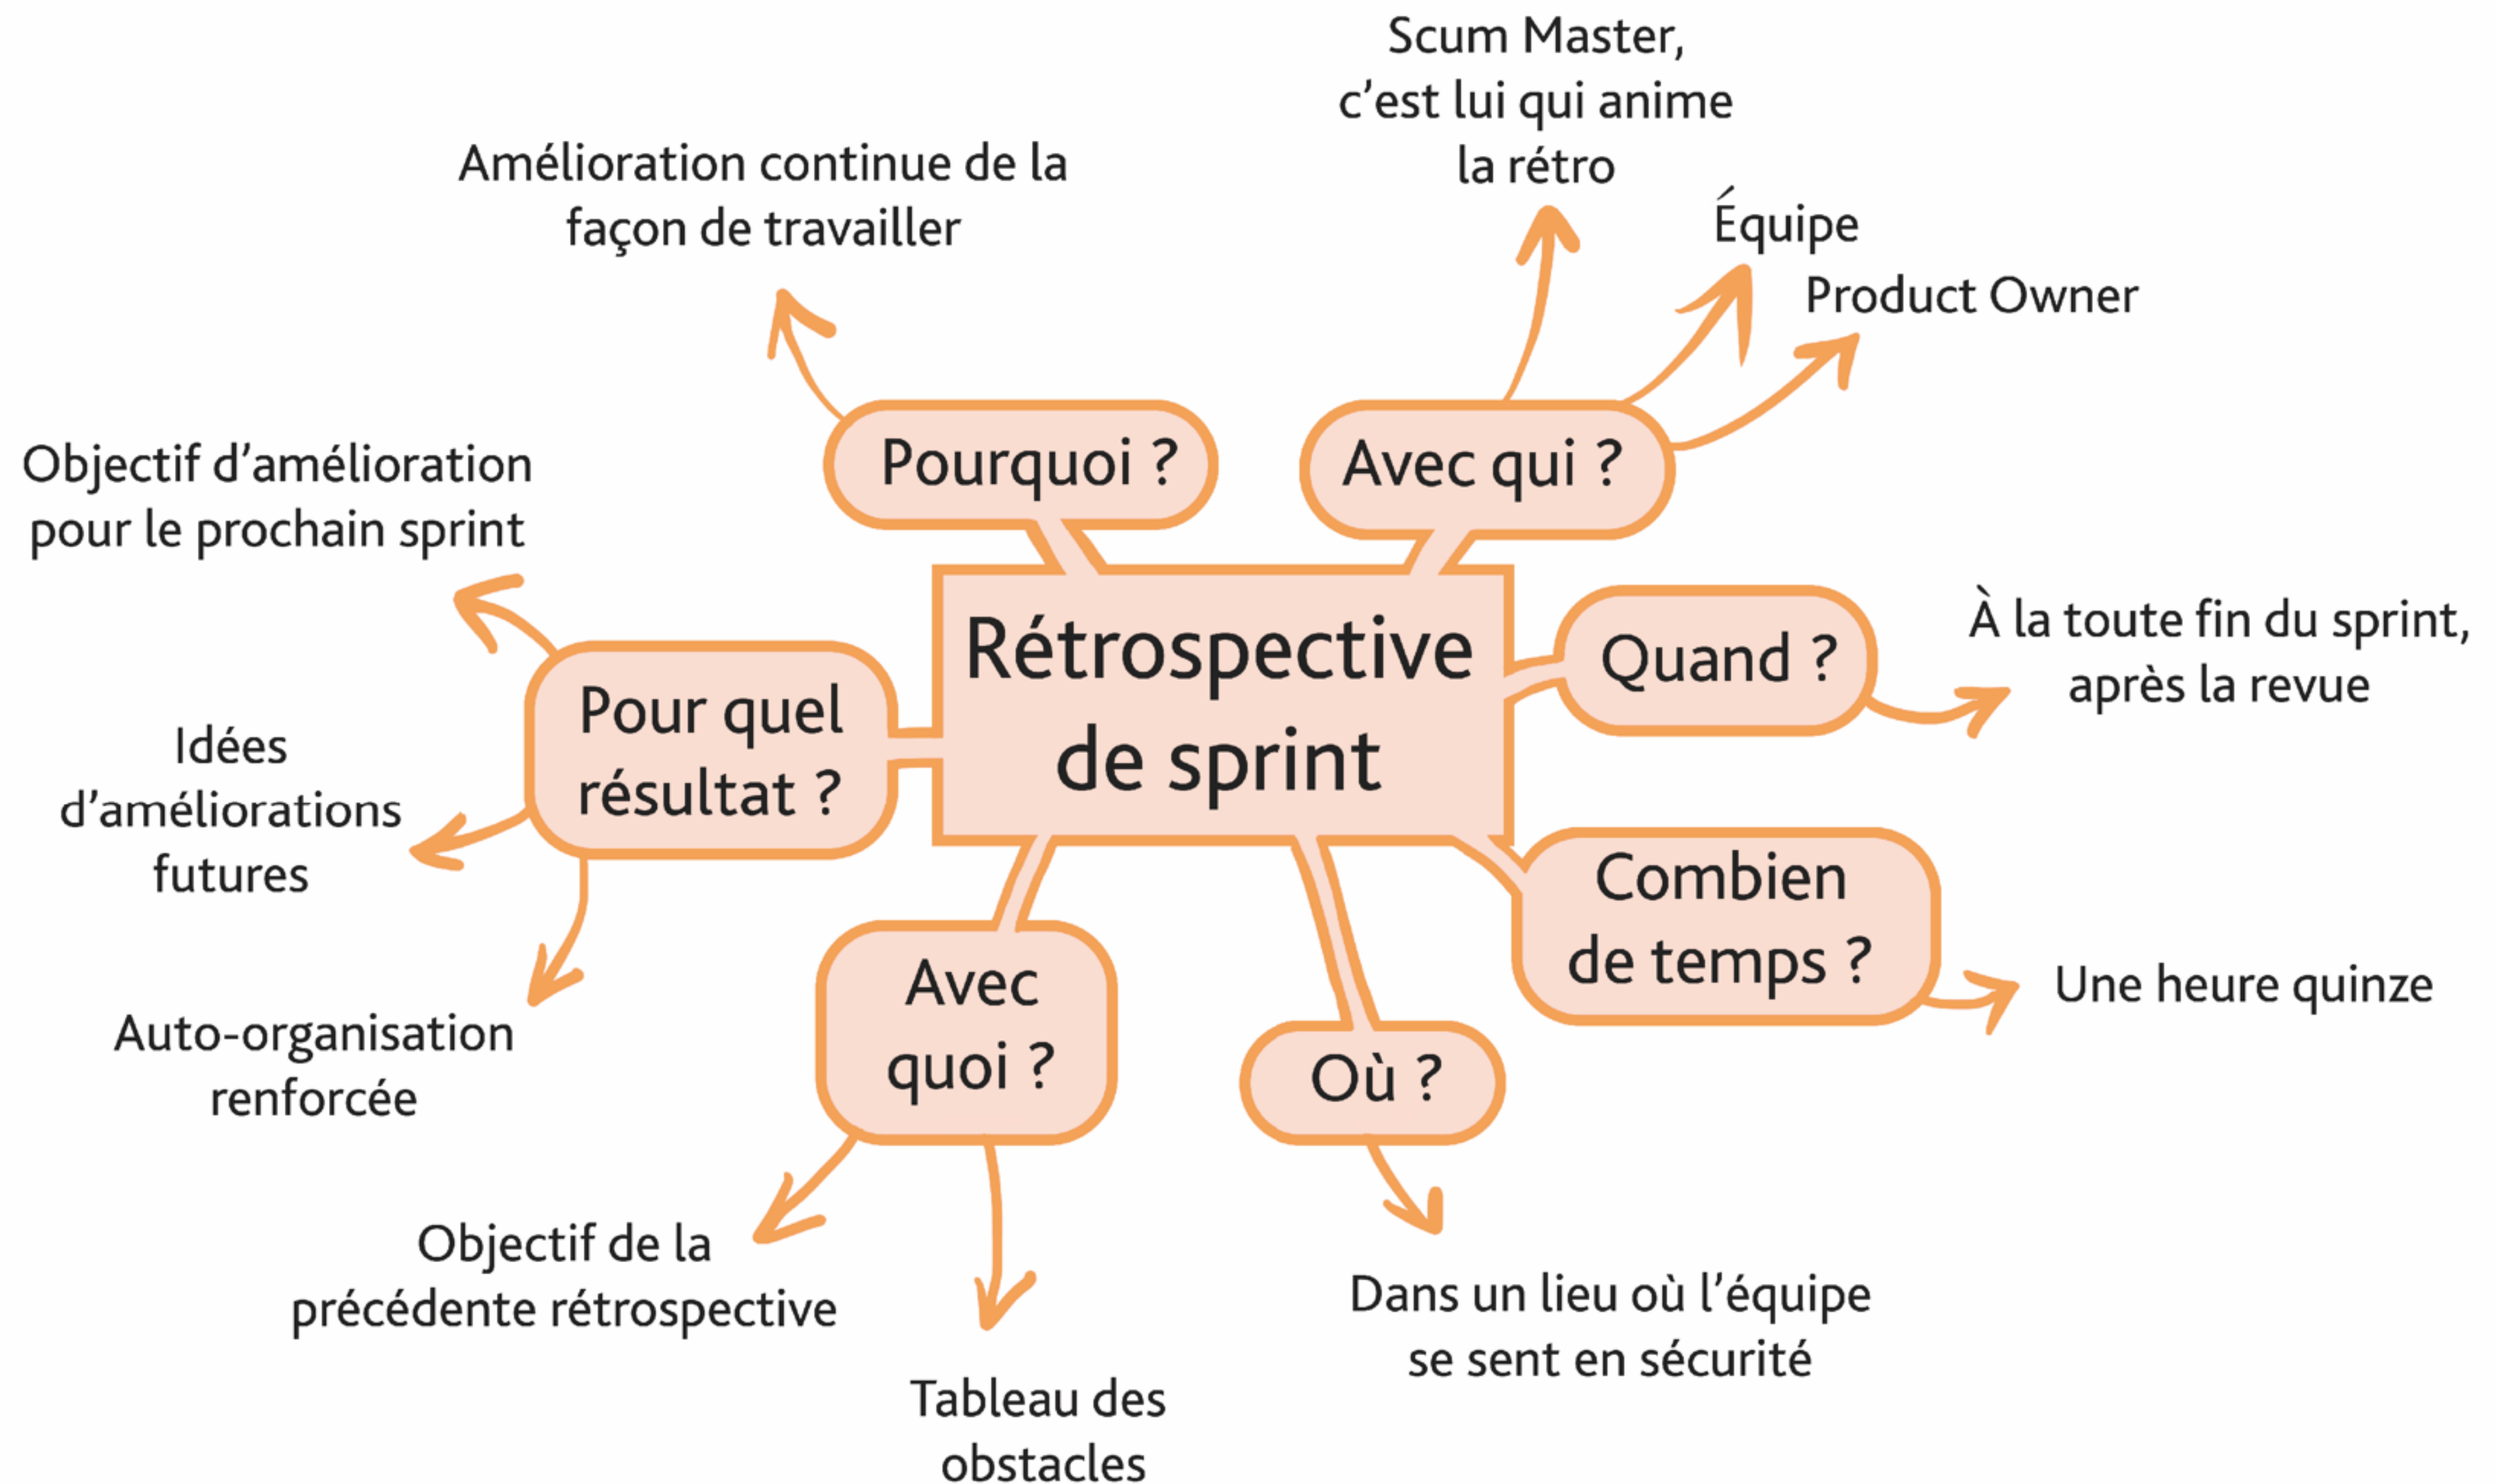 Scum Master,
c’est lui qui anime
la rétro
Équipe
Product Owner
Amélioration continue de la
façon de travailler
Pourquoi ?
Avec qui ?
Objectif d’amélioration
pour le prochain sprint
Rétrospective
de sprint
Quand ?
À la toute fin du sprint,
après la revue
Pour quel
résultat ?
Idées
d’améliorations
futures
Combien
de temps ?
Une heure quinze
Auto-organisation
renforcée
Avec
quoi ?
Où ?
Objectif de la
précédente rétrospective
Dans un lieu où l’équipe
se sent en sécurité
Tableau des
obstacles